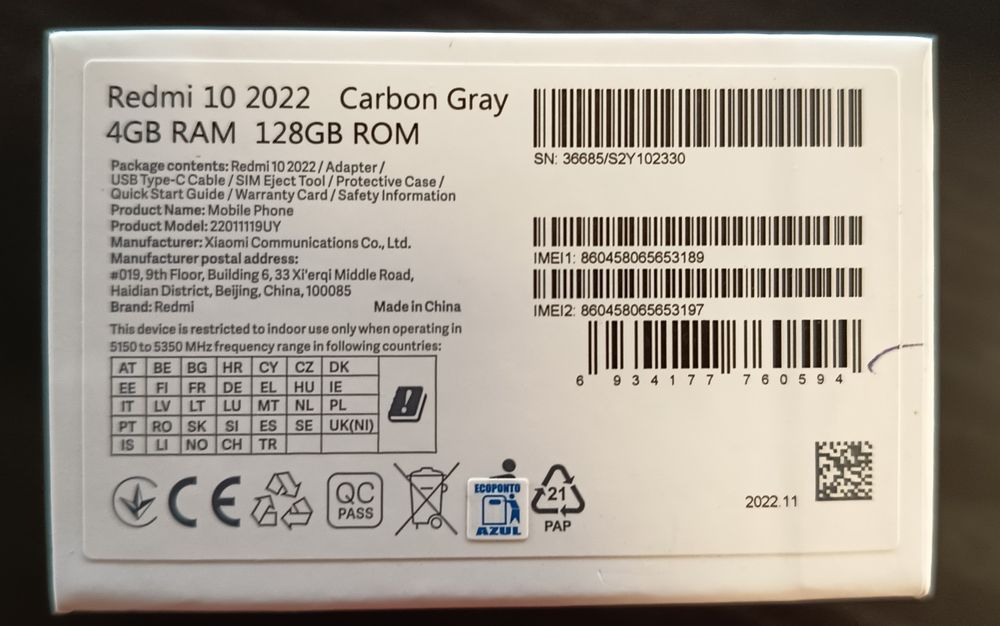 Redmi 10 2022 Carbon Gray
4GB RAM 128GB ROM
Package contents: Redmi 10 2022 / Adapter /
USB Type-C Cable / SIM Eject Tool / Protective Case /
Quick Start Guide / Warranty Card / Safety Information
Product Name: Mobile Phone
Product Model: 22011119UY
Manufacturer: Xiaomi Communications Co., Ltd.
Manufacturer postal address:
#019, 9th Floor, Building 6, 33 Xi'erqi Middle Road,
Haidian District, Beijing, China, 100085
Brand: Redmi Made in China
This device is restricted to indoor use only when operating in
5150 to 5350 MHz frequency range in following countries:
AT BE BG HR CY CZ DK
EE FI FR DE EL HU IE
IT LV LT LU MT NL PL
PT RO SK SI ES SE UK(NI)
IS LI NO CH TR
SN: 36685/S2Y102330
IMEI1: 860458065653189
IMEI2: 860458065653197
6 934177 760594
2022.11
CE
QC
PASS
ECOPONTO
AZUL
21
PAP